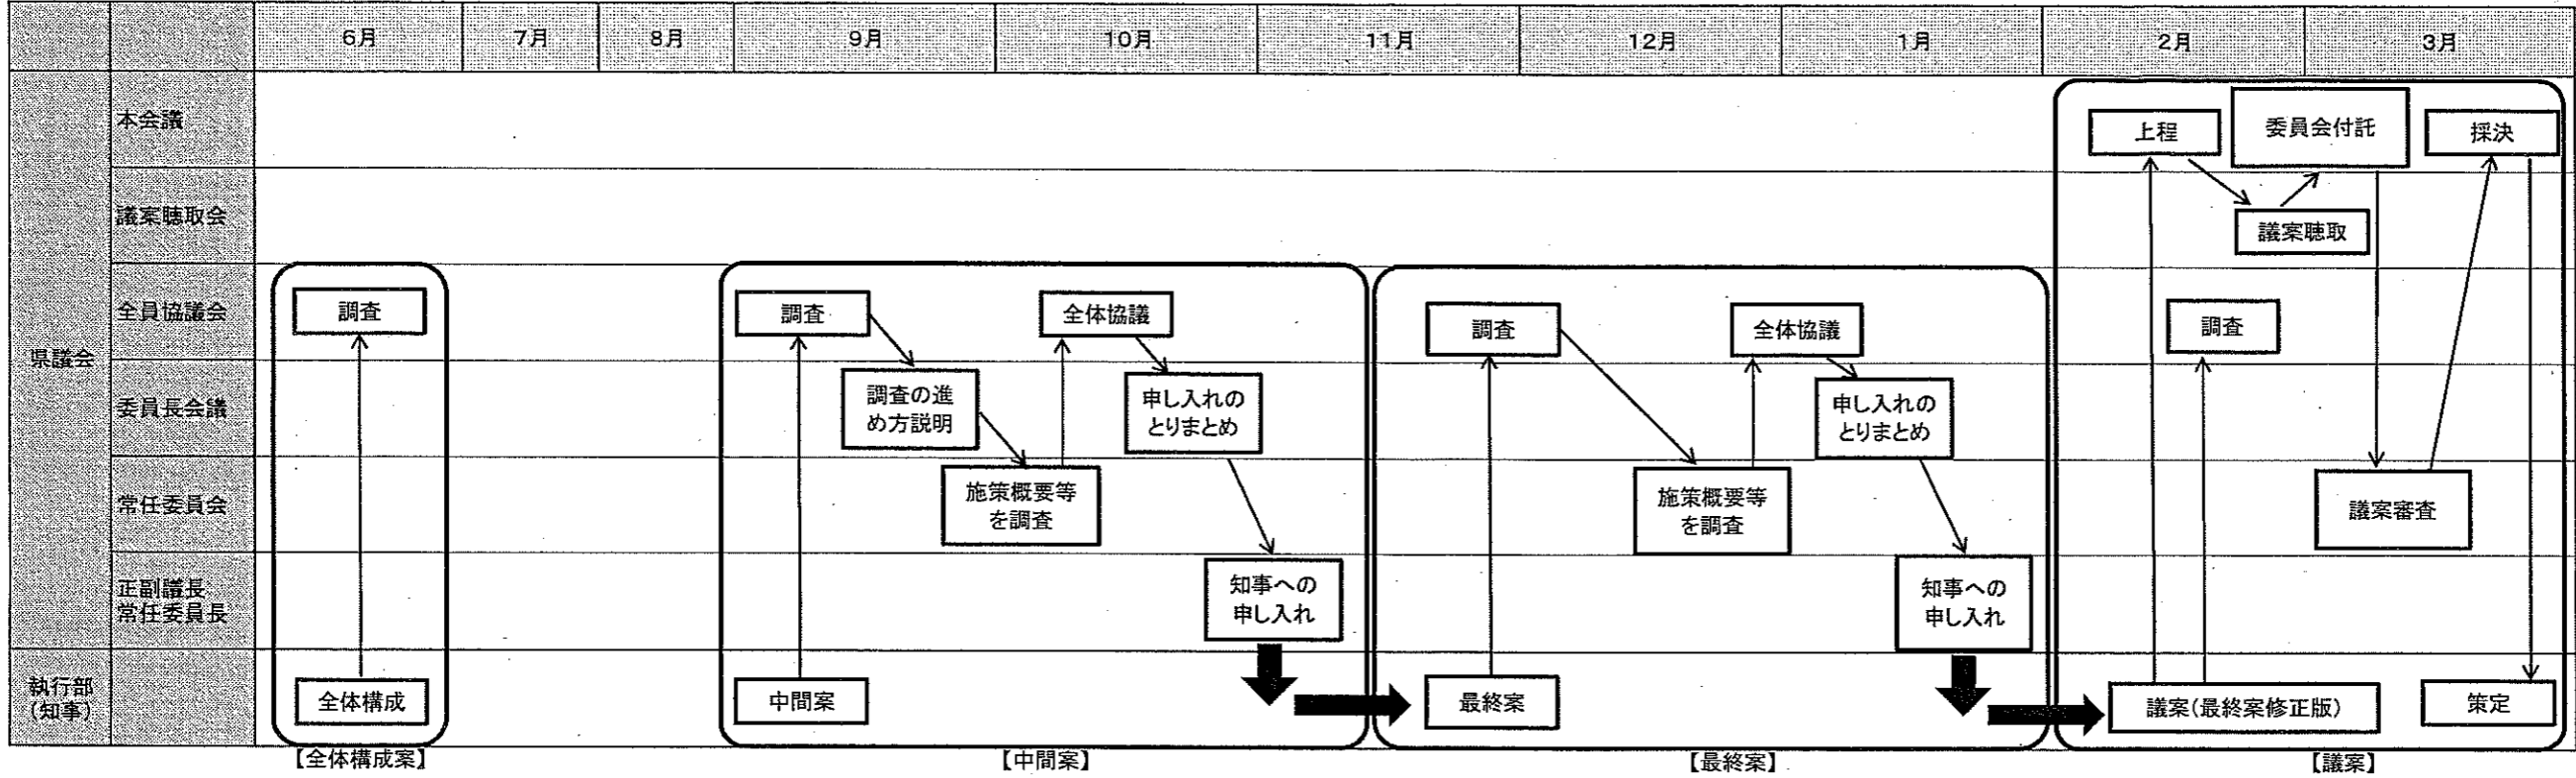 6月
7月
8月
9月
10月
11月
12月
1月
2月
3月
県議会
本会議
上程
委員会付託
採決
議案聴取会
議案聴取
全員協議会
調査
調査
全体協議
調査
全体協議
調査
委員長会議
調査の進
め方説明
申し入れの
とりまとめ
申し入れの
とりまとめ
常任委員会
施策概要等
を調査
施策概要等
を調査
議案審査
正副議長
常任委員長
知事への
申し入れ
知事への
申し入れ
執行部
(知事)
全体構成
中間案
最終案
議案(最終案修正版)
策定
【全体構成案】
【中間案】
【最終案】
【議案】